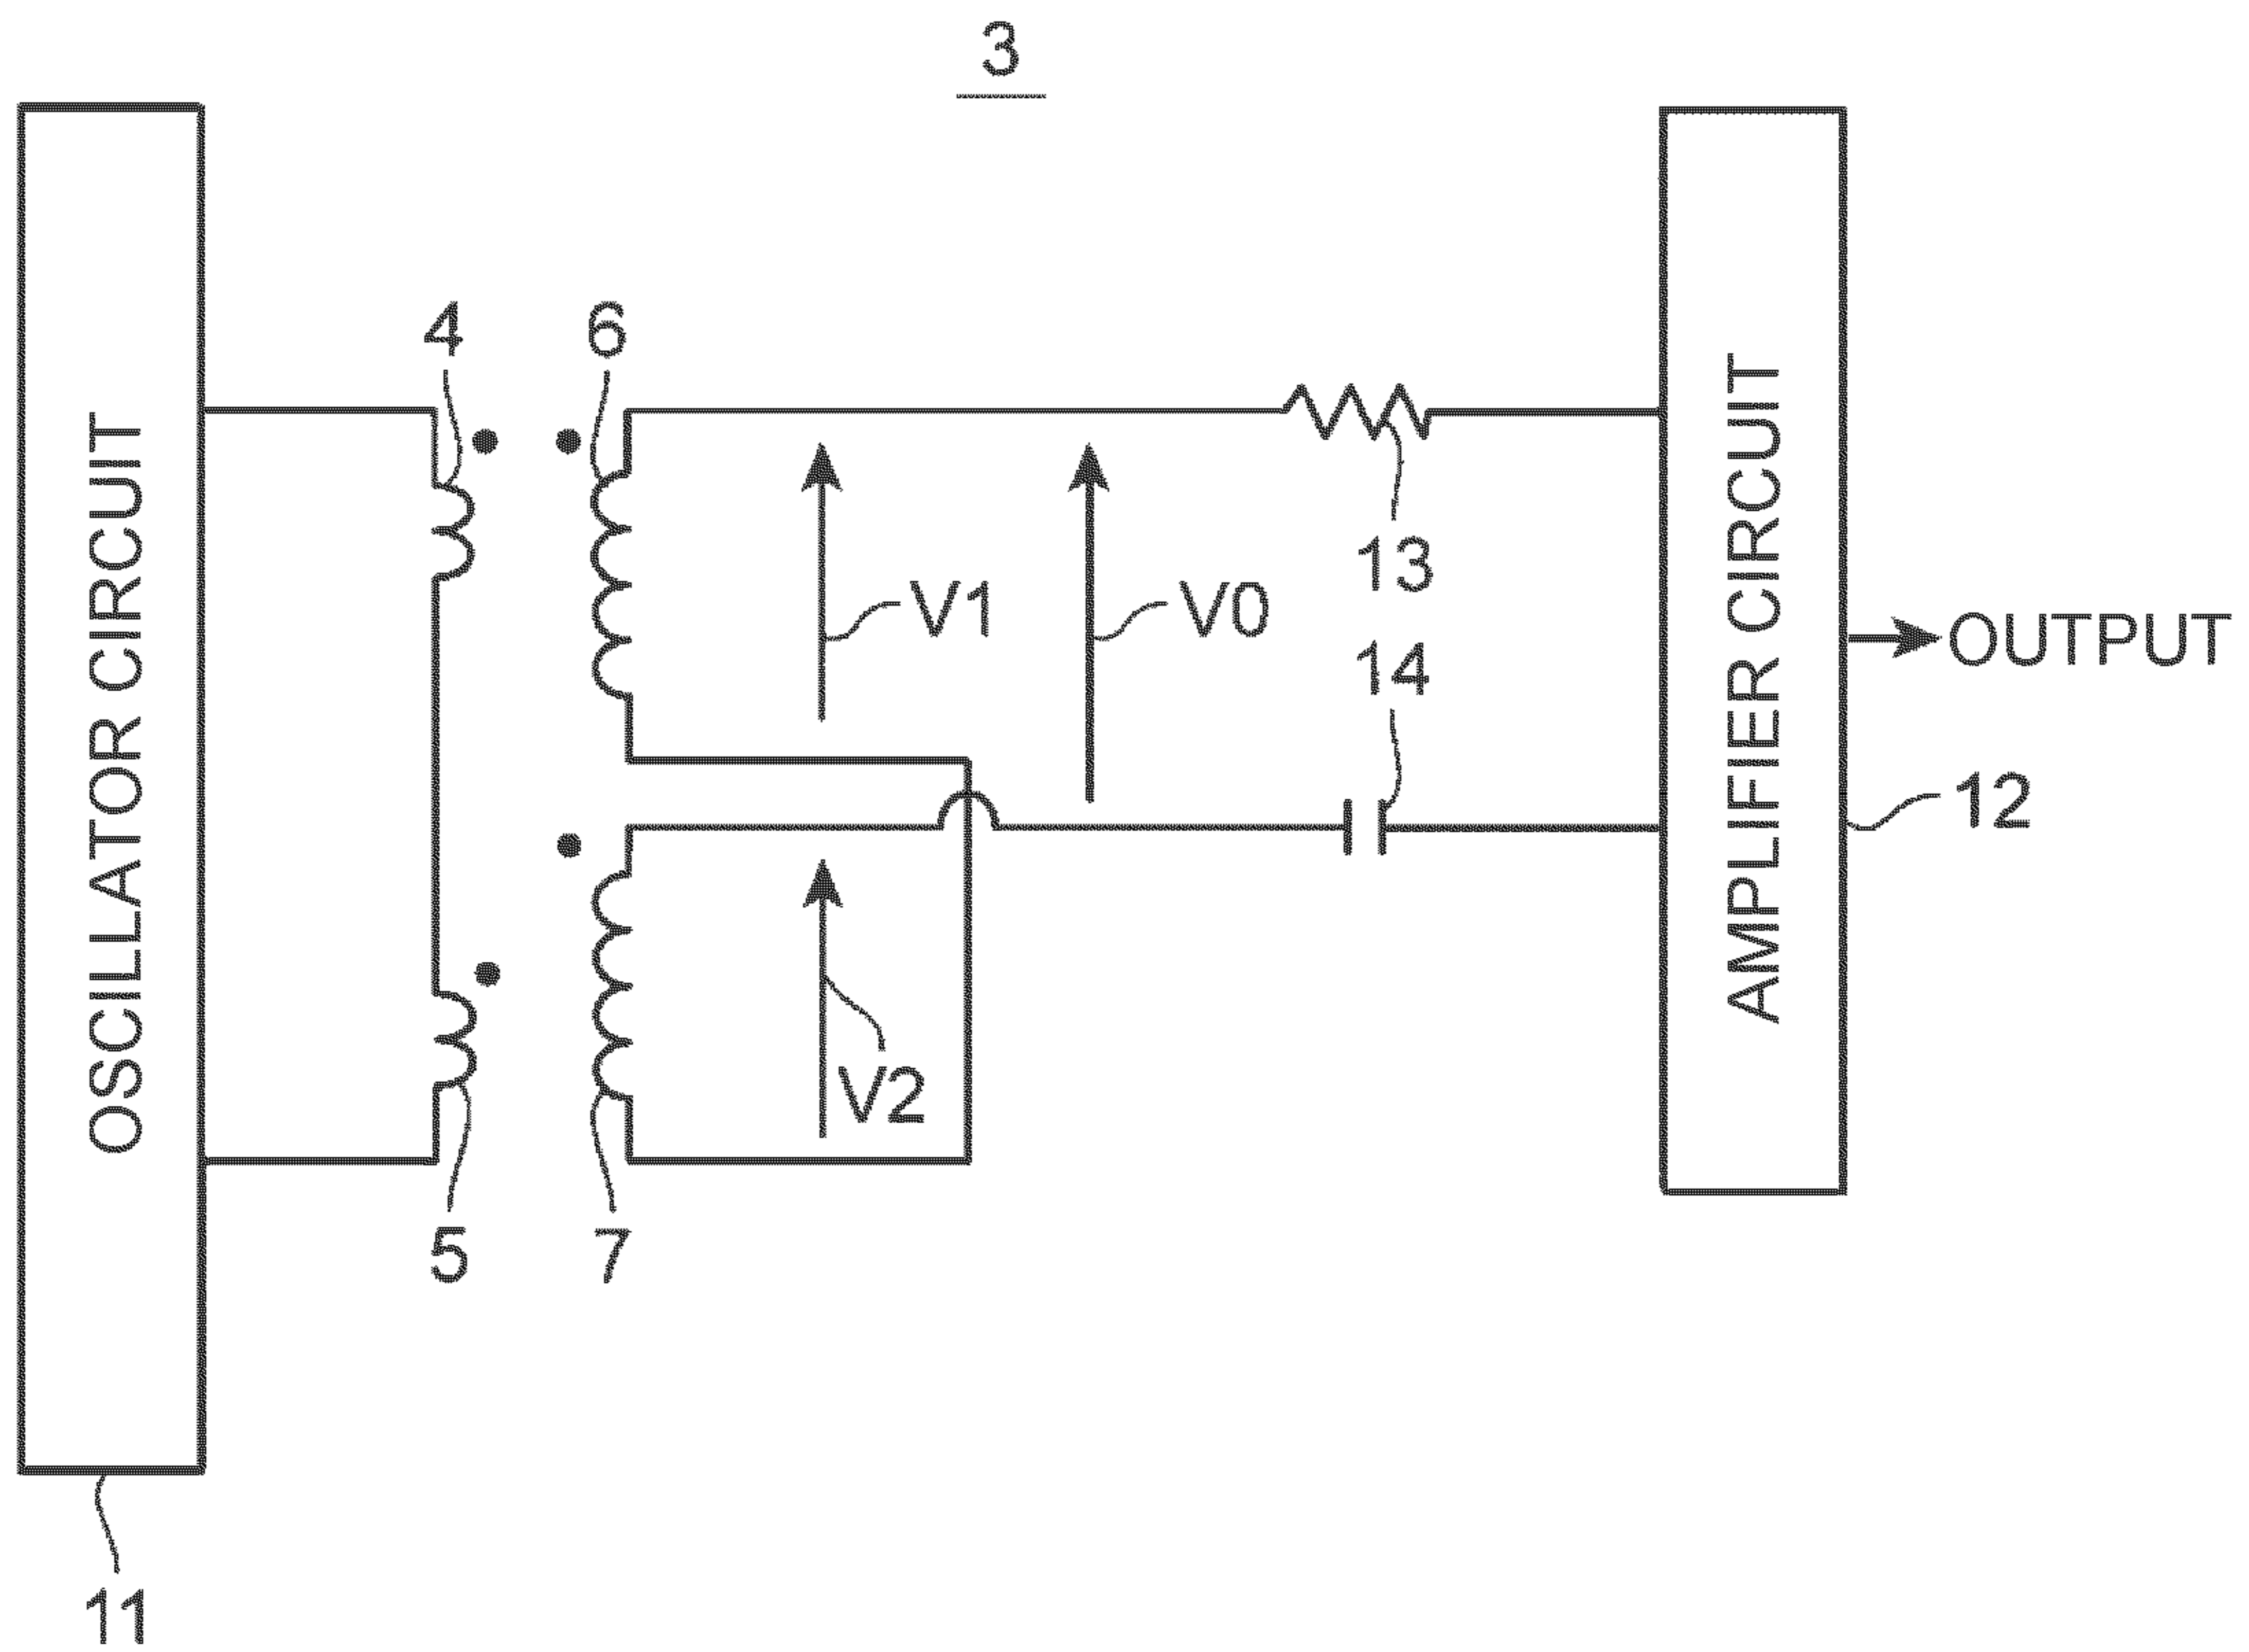 3
4
6
OSCILLATOR CIRCUIT
V1
V0
13
14
AMPLIFIER CIRCUIT
OUTPUT
12
V2
5
7
11